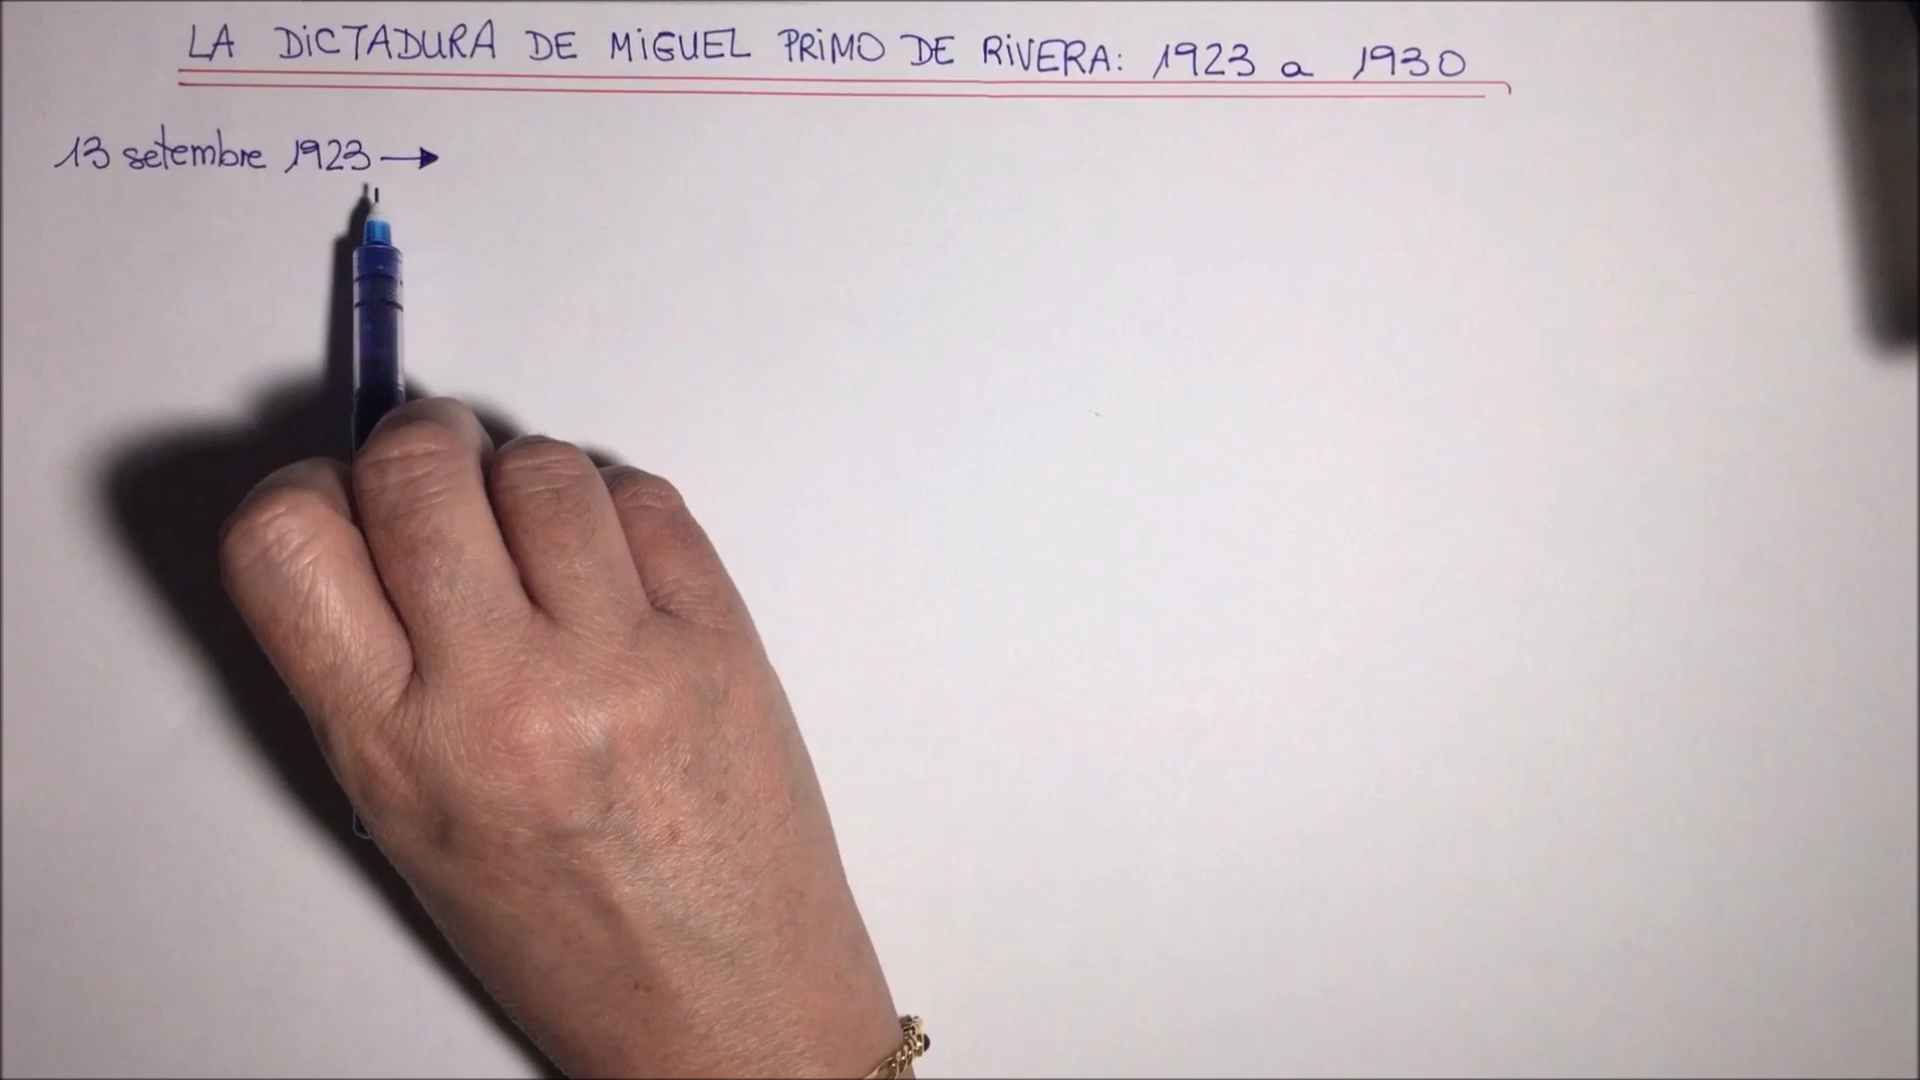 LA DICTADURA DE MIGUEL PRIMO DE RIVERA: 1923 a 1930
13 setembre 1923 →